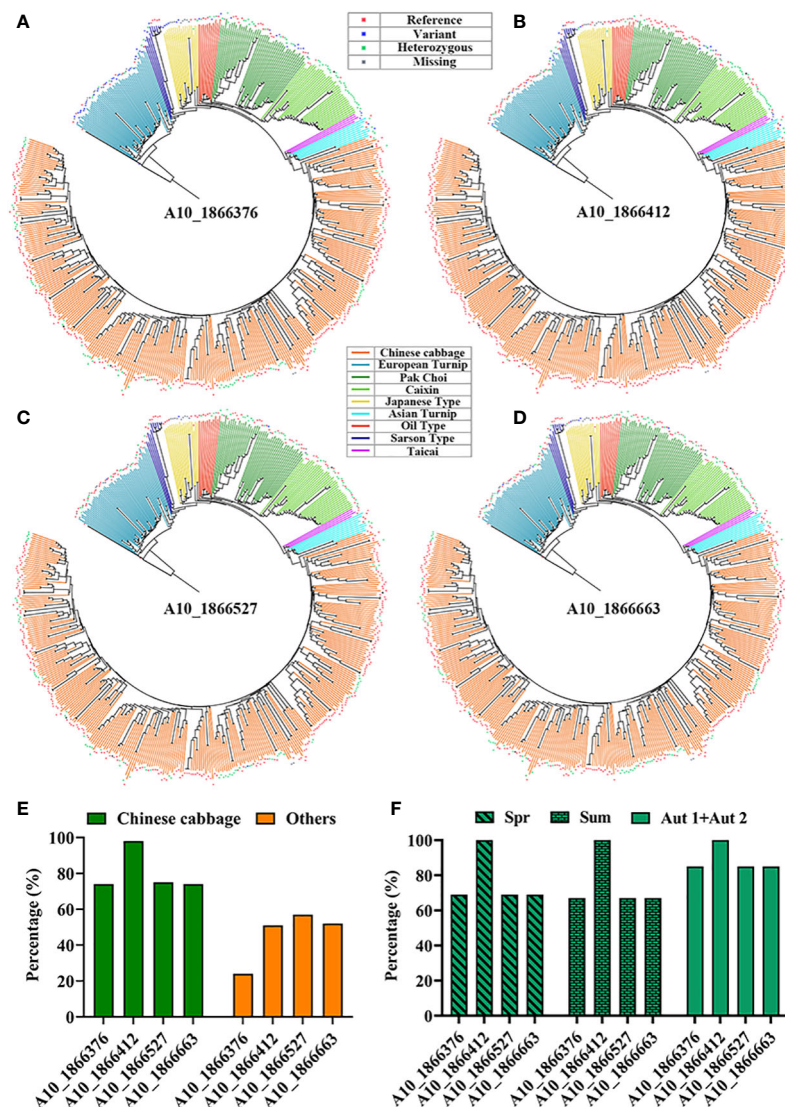 A
B
Reference
Variant
Heterozygous
Missing
A10_1866376
A10_1866412
Chinese cabbage
European Turnip
Pak Choi
Caixin
Japanese Type
Asian Turnip
Oil Type
Sarson Type
Taicai
C
D
A10_1866527
A10_1866663
E
Chinese cabbage
Others
Percentage (%)
100
80
60
40
20
0
A10_1866376
A10_1866412
A10_1866527
A10_1866663
A10_1866376
A10_1866412
A10_1866527
A10_1866663
F
Spr
Sum
Aut 1+Aut 2
Percentage (%)
100
80
60
40
20
0
A10_1866376
A10_1866412
A10_1866527
A10_1866663
A10_1866376
A10_1866412
A10_1866527
A10_1866663
A10_1866376
A10_1866412
A10_1866527
A10_1866663